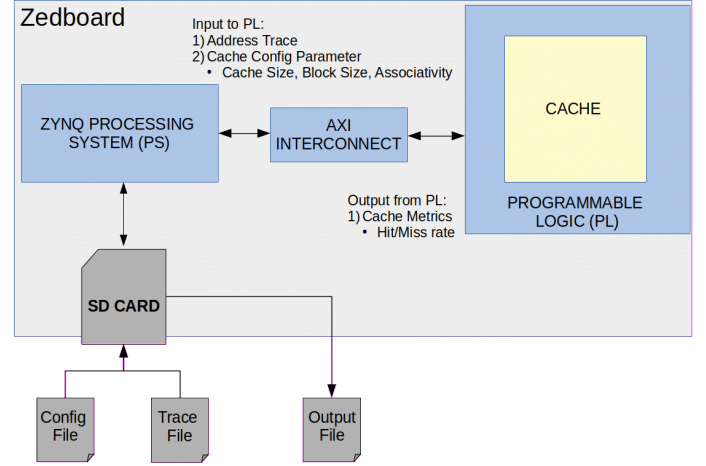 Zedboard
Input to PL:
1) Address Trace
2) Cache Config Parameter
• Cache Size, Block Size, Associativity
ZYNQ PROCESSING
SYSTEM (PS)
AXI
INTERCONNECT
CACHE
PROGRAMMABLE
LOGIC (PL)
Output from PL:
1) Cache Metrics
• Hit/Miss rate
SD CARD
Config
File
Trace
File
Output
File